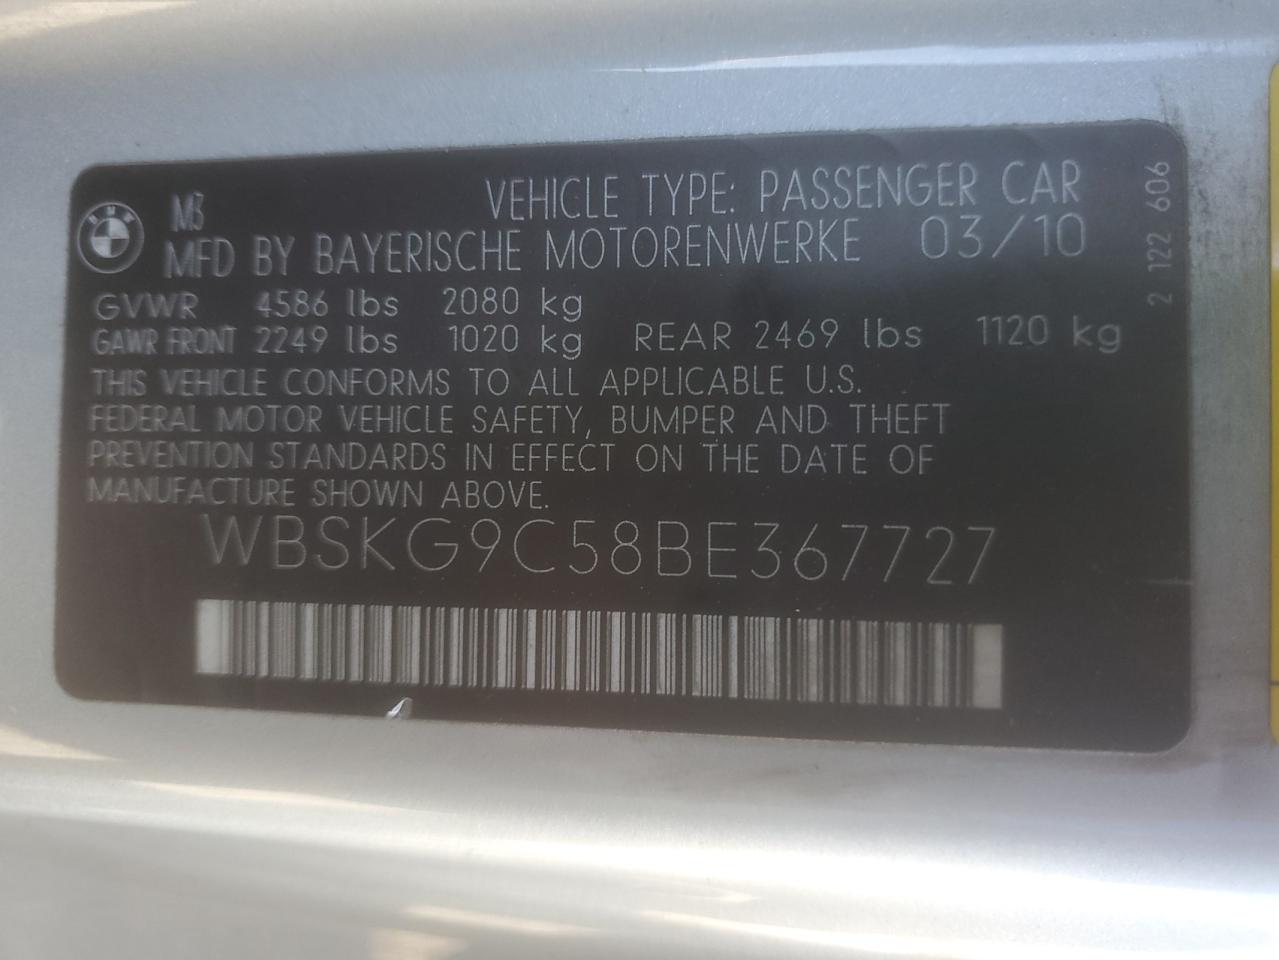 BMW
M3
VEHICLE TYPE: PASSENGER CAR
MFD BY BAYERISCHE MOTORENWERKE 03/10
GVWR 4586 lbs 2080 kg
GAWR FRONT 2249 lbs 1020 kg REAR 2469 lbs 1120 kg
THIS VEHICLE CONFORMS TO ALL APPLICABLE U.S.
FEDERAL MOTOR VEHICLE SAFETY, BUMPER AND THEFT
PREVENTION STANDARDS IN EFFECT ON THE DATE OF
MANUFACTURE SHOWN ABOVE.
WBSKG9C58BE367727
2 122 606